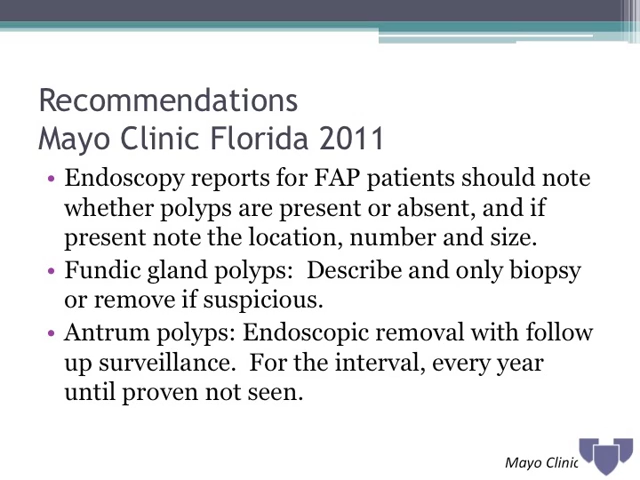 Recommendations
Mayo Clinic Florida 2011
• Endoscopy reports for FAP patients should note
whether polyps are present or absent, and if
present note the location, number and size.
• Fundic gland polyps:  Describe and only biopsy
or remove if suspicious.
• Antrum polyps: Endoscopic removal with follow
up surveillance.  For the interval, every year
until proven not seen.
Mayo Clinic